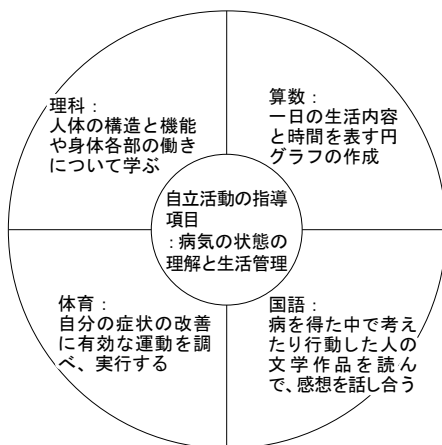 理科：
人体の構造と機能
や身体各部の働き
について学ぶ
算数：
一日の生活内容
と時間を表す円
グラフの作成
自立活動の指導
項目
：病気の状態の
理解と生活管理
体育：
自分の症状の改善
に有効な運動を調
べ、実行する
国語：
病を得た中で考え
たり行動した人の
文学作品を読ん
で、感想を話し合う